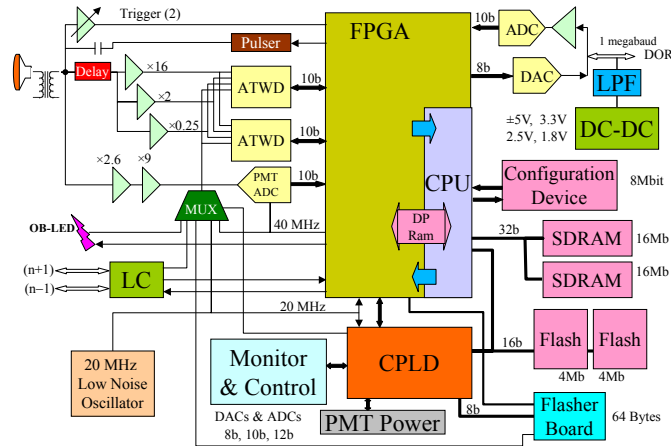 Trigger (2)
FPGA
10b
ADC
1 megabaud
DOR
Pulser
Delay
×16
ATWD
10b
8b
DAC
LPF
×2
±5V, 3.3V
2.5V, 1.8V
DC-DC
×0.25
ATWD
10b
×2.6
×9
PMT
ADC
10b
CPU
Configuration
Device
8Mbit
MUX
OB-LED
40 MHz
DP
Ram
32b
SDRAM
16Mb
(n+1)
(n−1)
LC
SDRAM
16Mb
20 MHz
20 MHz
Low Noise
Oscillator
Monitor
& Control
CPLD
16b
Flash
Flash
4Mb
4Mb
DACs & ADCs
8b, 10b, 12b
PMT Power
8b
Flasher
Board
64 Bytes